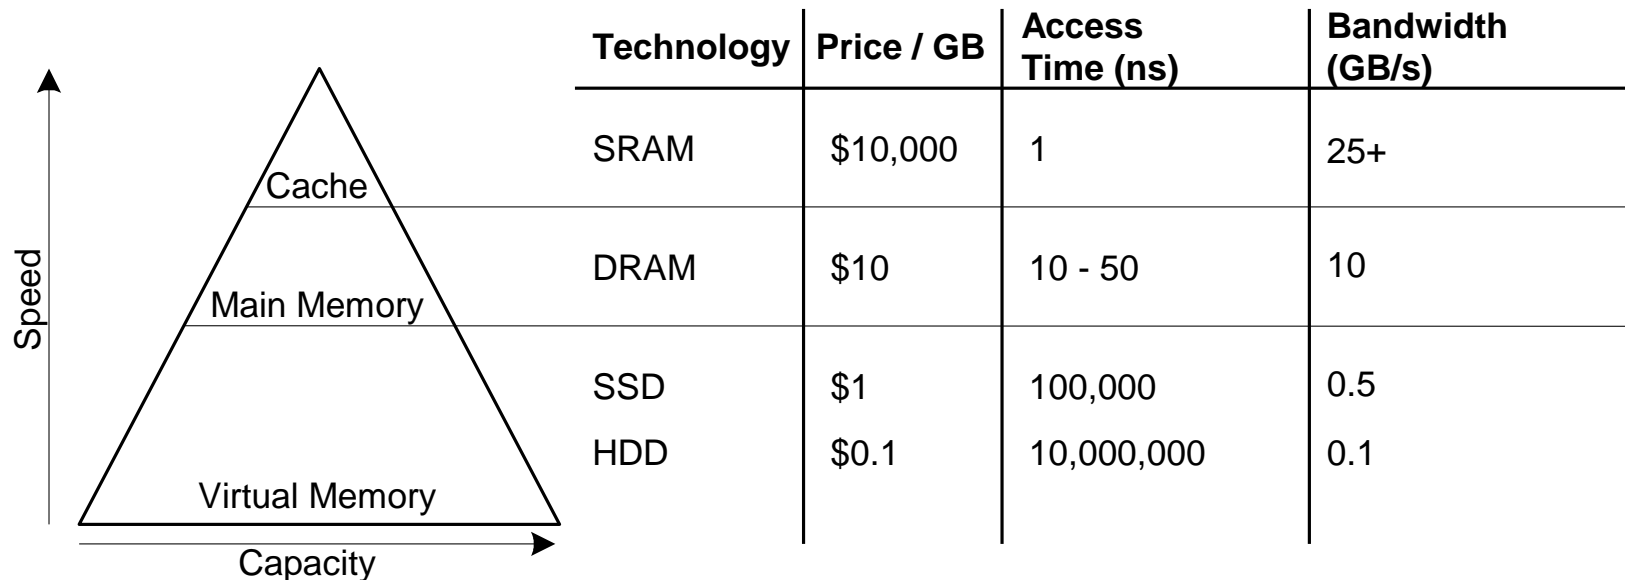 Technology Price / GB Access Time (ns) Bandwidth (GB/s)
SRAM $10,000 1 25+
Cache
DRAM $10 10 - 50 10
Main Memory
SSD $1 100,000 0.5
HDD $0.1 10,000,000 0.1
Virtual Memory
Speed
Capacity